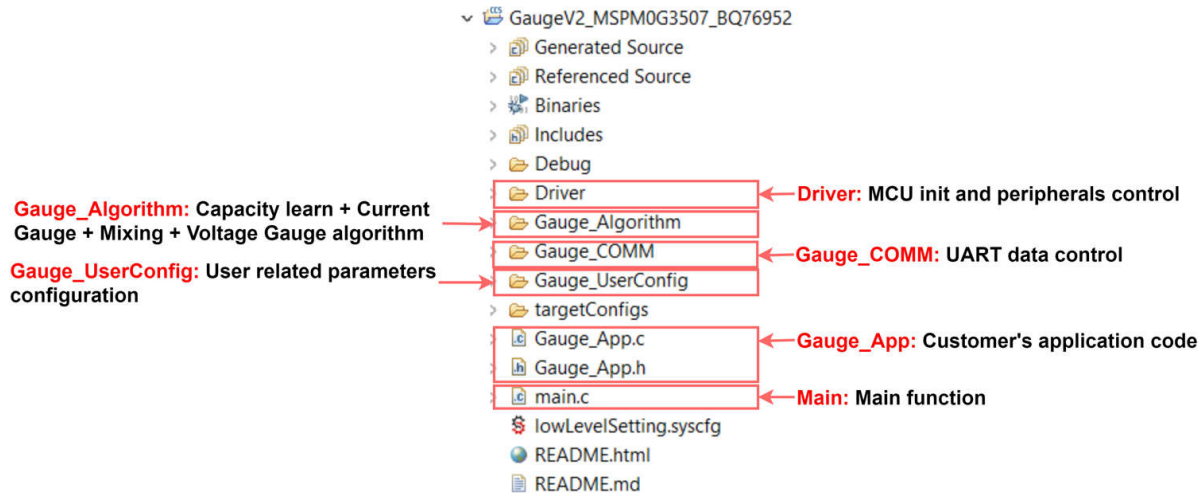 GaugeV2_MSPM0G3507_BQ76952
Generated Source
Referenced Source
Binaries
Includes
Debug
Driver
Gauge_Algorithm
Gauge_COMM
Gauge_UserConfig
targetConfigs
Gauge_App.c
Gauge_App.h
main.c
lowLevelSetting.syscfg
README.html
README.md
Gauge_Algorithm: Capacity learn + Current
Gauge + Mixing + Voltage Gauge algorithm
Gauge_UserConfig: User related parameters
configuration
Driver: MCU init and peripherals control
Gauge_COMM: UART data control
Gauge_App: Customer's application code
Main: Main function